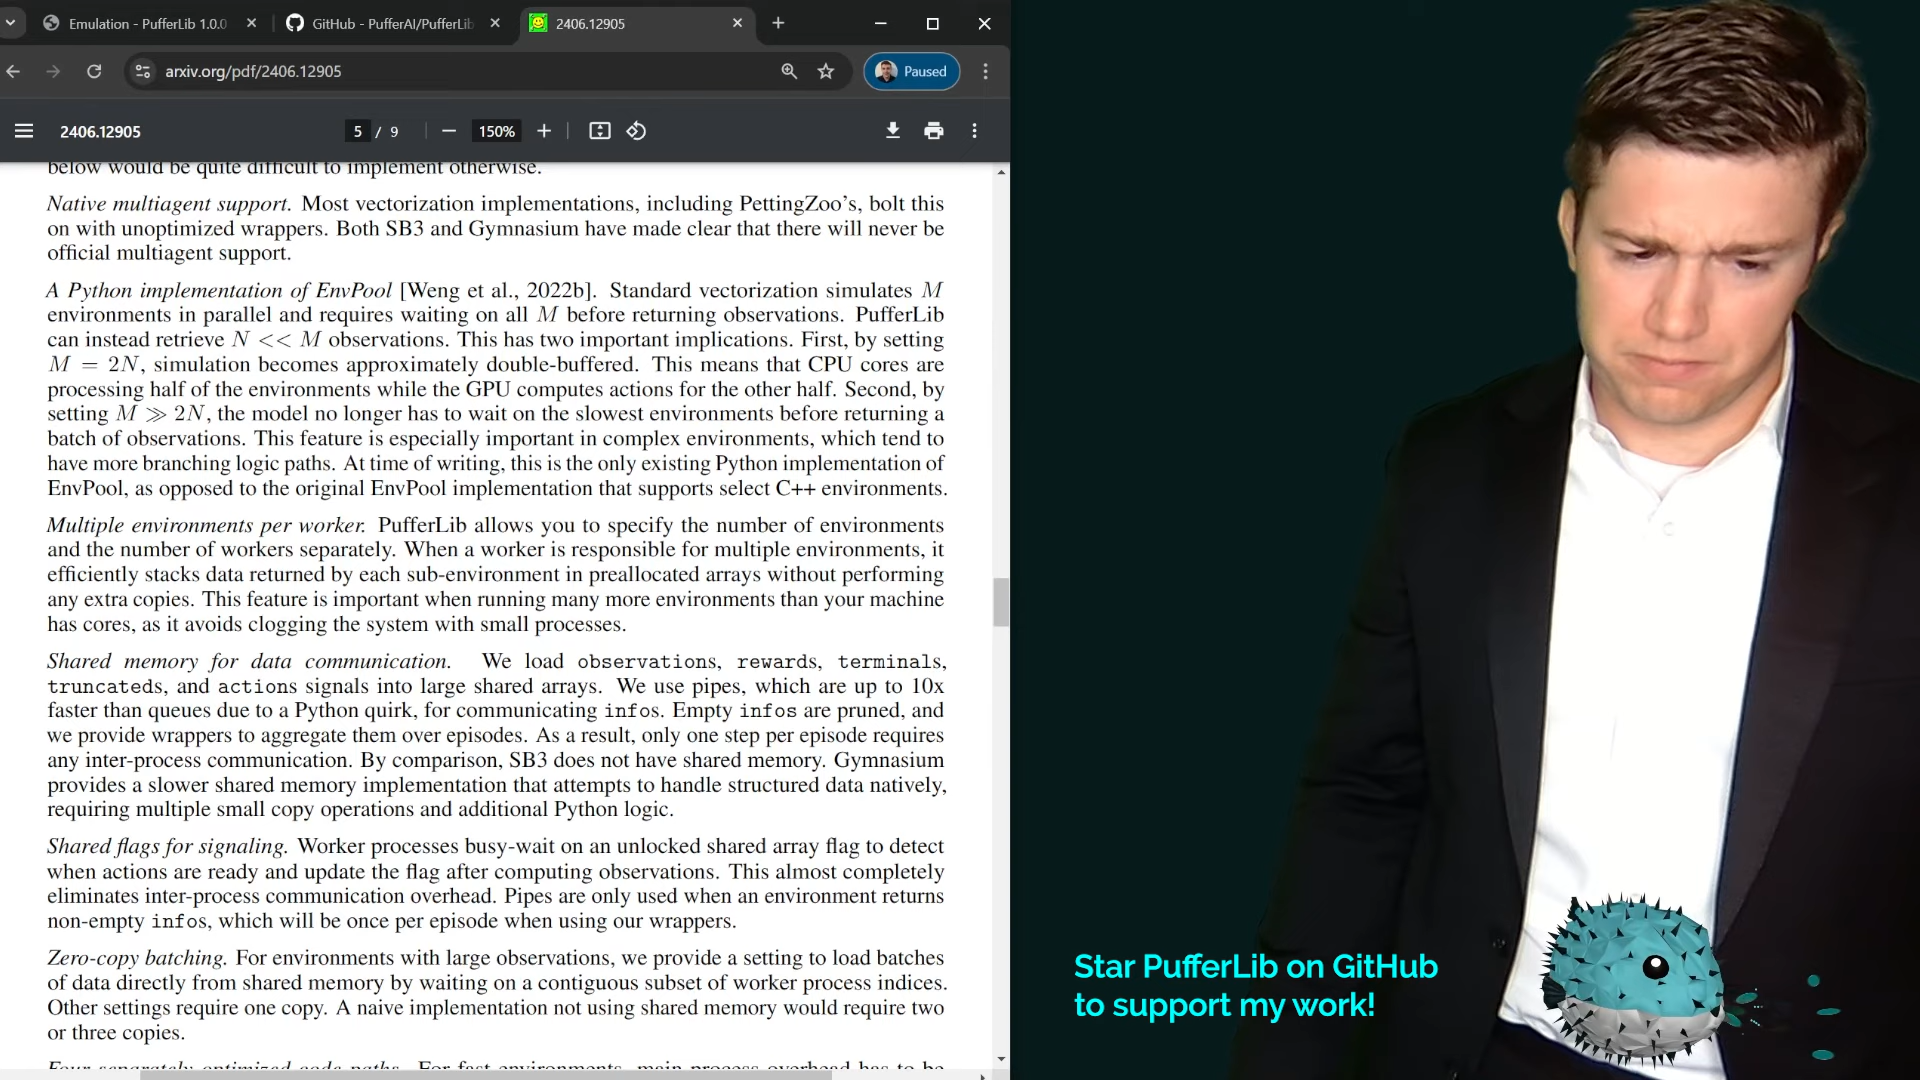 Emulation - PufferLib 1.0.0
GitHub - PufferAI/PufferLib
2406.12905
arxiv.org/pdf/2406.12905
Paused
2406.12905
5 / 9
150%
below would be quite difficult to implement otherwise.
Native multiagent support. Most vectorization implementations, including PettingZoo's, bolt this
on with unoptimized wrappers. Both SB3 and Gymnasium have made clear that there will never be
official multiagent support.
A Python implementation of EnvPool [Weng et al., 2022b]. Standard vectorization simulates M
environments in parallel and requires waiting on all M before returning observations. PufferLib
can instead retrieve N << M observations. This has two important implications. First, by setting
M = 2N, simulation becomes approximately double-buffered. This means that CPU cores are
processing half of the environments while the GPU computes actions for the other half. Second, by
setting M ≫ 2N, the model no longer has to wait on the slowest environments before returning a
batch of observations. This feature is especially important in complex environments, which tend to
have more branching logic paths. At time of writing, this is the only existing Python implementation of
EnvPool, as opposed to the original EnvPool implementation that supports select C++ environments.
Multiple environments per worker. PufferLib allows you to specify the number of environments
and the number of workers separately. When a worker is responsible for multiple environments, it
efficiently stacks data returned by each sub-environment in preallocated arrays without performing
any extra copies. This feature is important when running many more environments than your machine
has cores, as it avoids clogging the system with small processes.
Shared memory for data communication. We load observations, rewards, terminals,
truncateds, and actions signals into large shared arrays. We use pipes, which are up to 10x
faster than queues due to a Python quirk, for communicating infos. Empty infos are pruned, and
we provide wrappers to aggregate them over episodes. As a result, only one step per episode requires
any inter-process communication. By comparison, SB3 does not have shared memory. Gymnasium
provides a slower shared memory implementation that attempts to handle structured data natively,
requiring multiple small copy operations and additional Python logic.
Shared flags for signaling. Worker processes busy-wait on an unlocked shared array flag to detect
when actions are ready and update the flag after computing observations. This almost completely
eliminates inter-process communication overhead. Pipes are only used when an environment returns
non-empty infos, which will be once per episode when using our wrappers.
Zero-copy batching. For environments with large observations, we provide a setting to load batches
of data directly from shared memory by waiting on a contiguous subset of worker process indices.
Other settings require one copy. A naive implementation not using shared memory would require two
or three copies.
Four separately optimized code paths. For fast environments, main process overhead has to be
Star PufferLib on GitHub
to support my work!